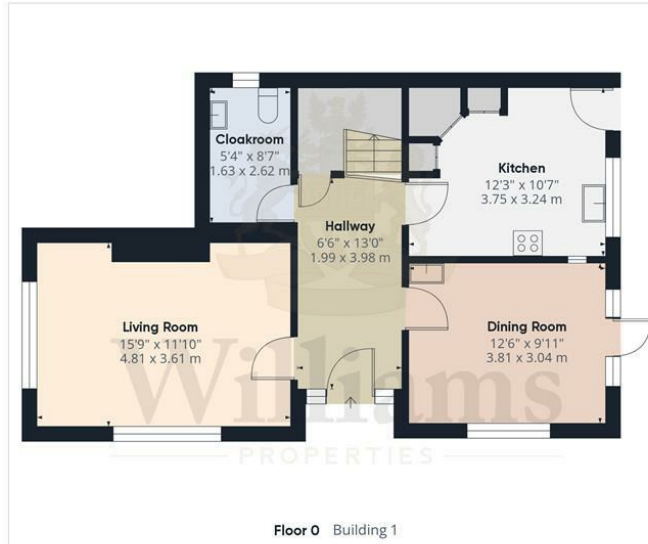 Cloakroom
5'4" x 8'7"
1.63 x 2.62 m
Kitchen
12'3" x 10'7"
3.75 x 3.24 m
Hallway
6'6" x 13'0"
1.99 x 3.98 m
Living Room
15'9" x 11'10"
4.81 x 3.61 m
Dining Room
12'6" x 9'11"
3.81 x 3.04 m
Williams
PROPERTIES
Floor 0 Building 1